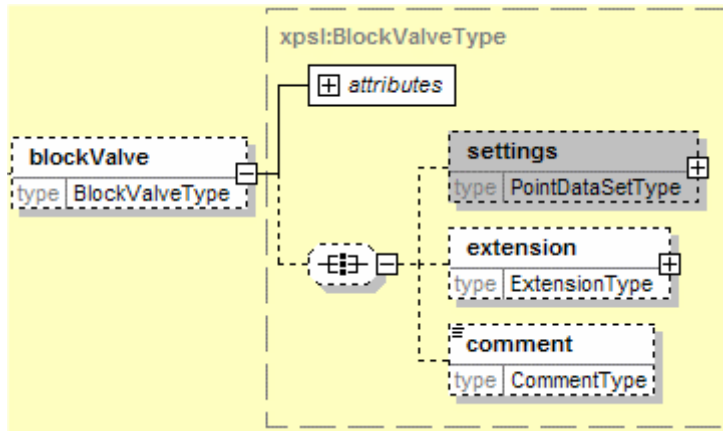 xpsl:BlockValveType
attributes
blockValve
type BlockValveType
settings
type PointDataSetType
extension
type ExtensionType
comment
type CommentType